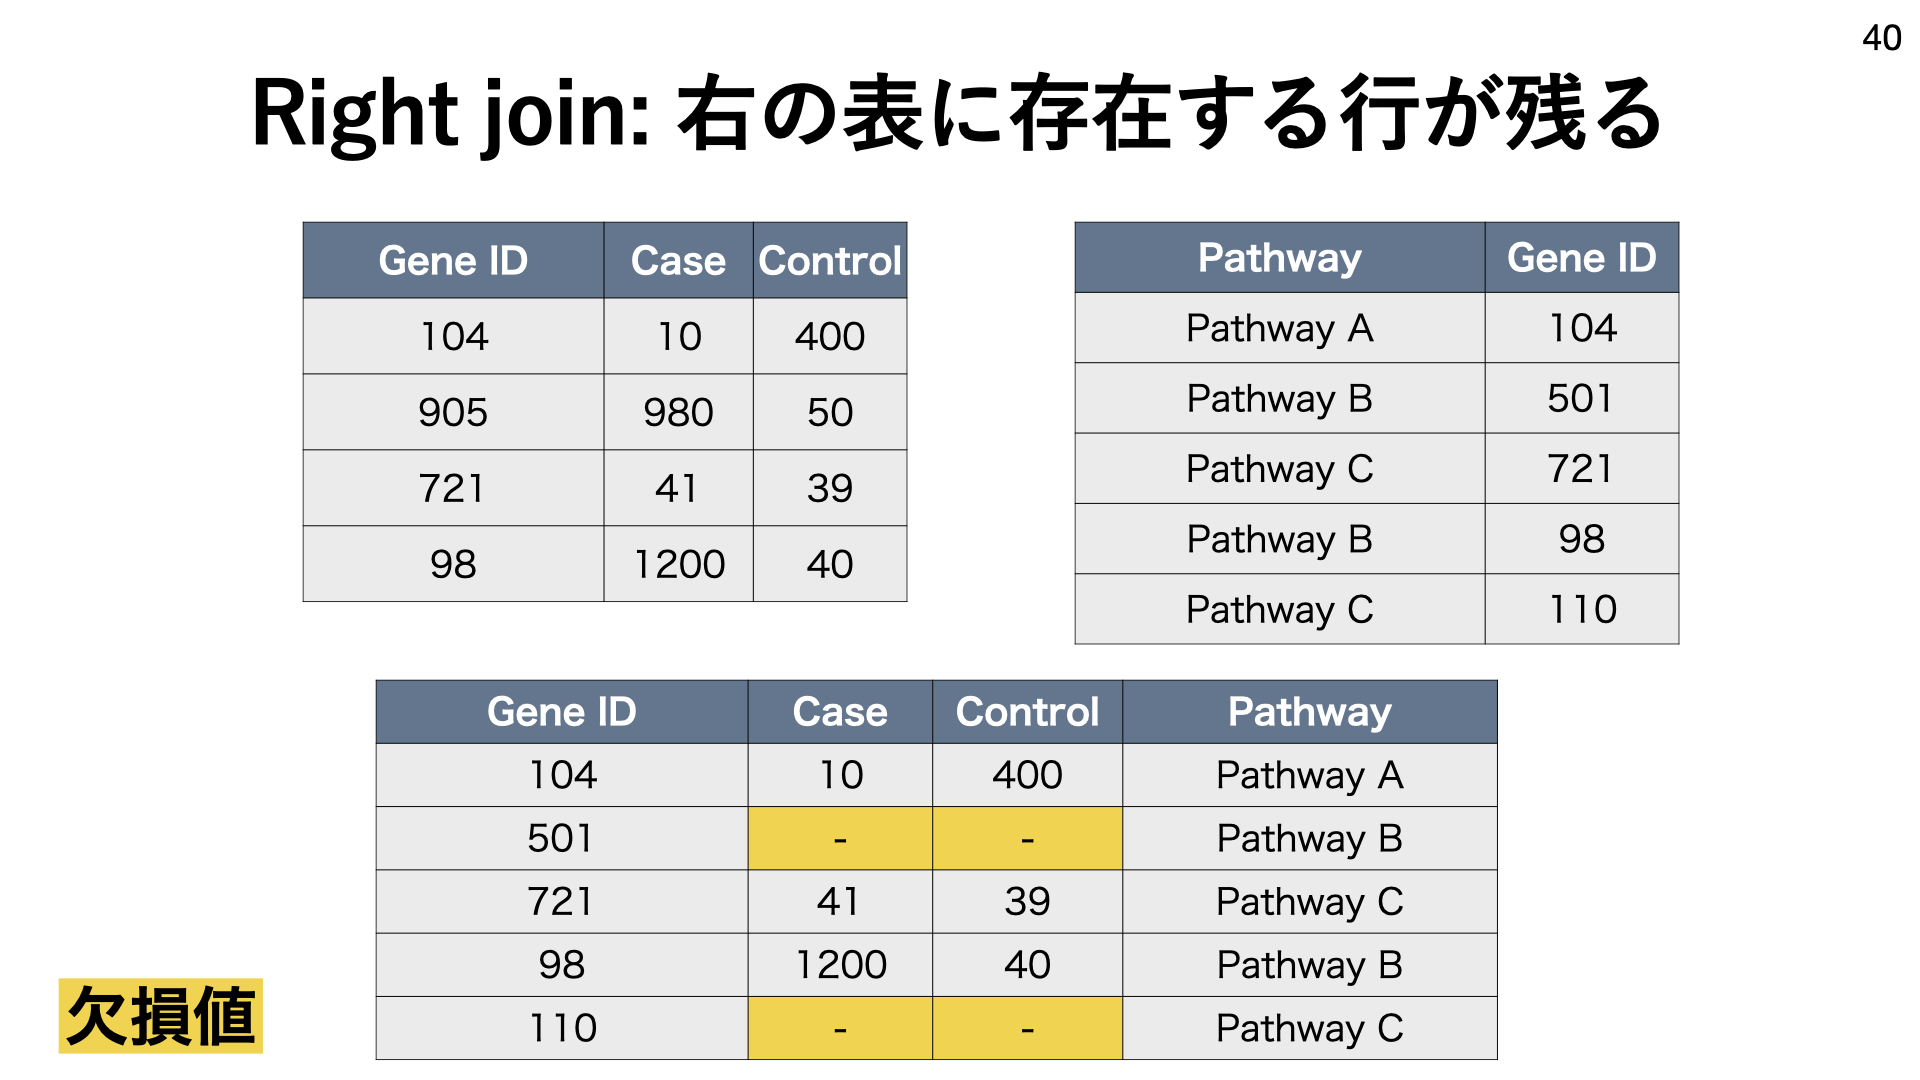 40
Right join: 右の表に存在する行が残る
Gene ID Case Control
104 10 400
905 980 50
721 41 39
98 1200 40
Pathway Gene ID
Pathway A 104
Pathway B 501
Pathway C 721
Pathway B 98
Pathway C 110
Gene ID Case Control Pathway
104 10 400 Pathway A
501 - - Pathway B
721 41 39 Pathway C
98 1200 40 Pathway B
110 - - Pathway C
欠損値